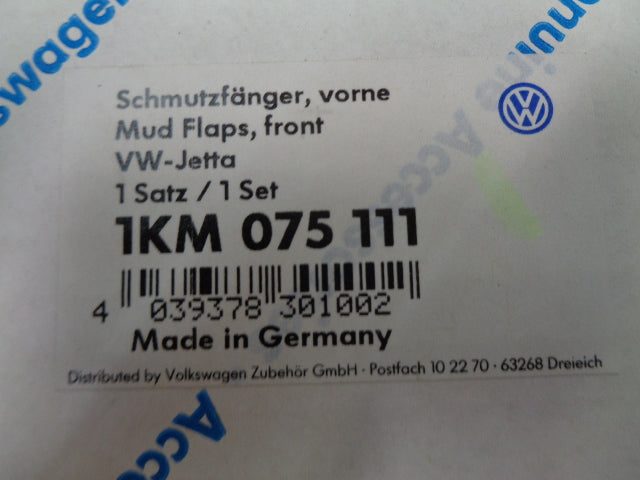 Schmutzfänger, vorne
Mud Flaps, front
VW-Jetta
1 Satz / 1 Set
1KM 075 111
4 039378 301002
Made in Germany
Distributed by Volkswagen Zubehör GmbH · Postfach 10 22 70 · 63268 Dreieich